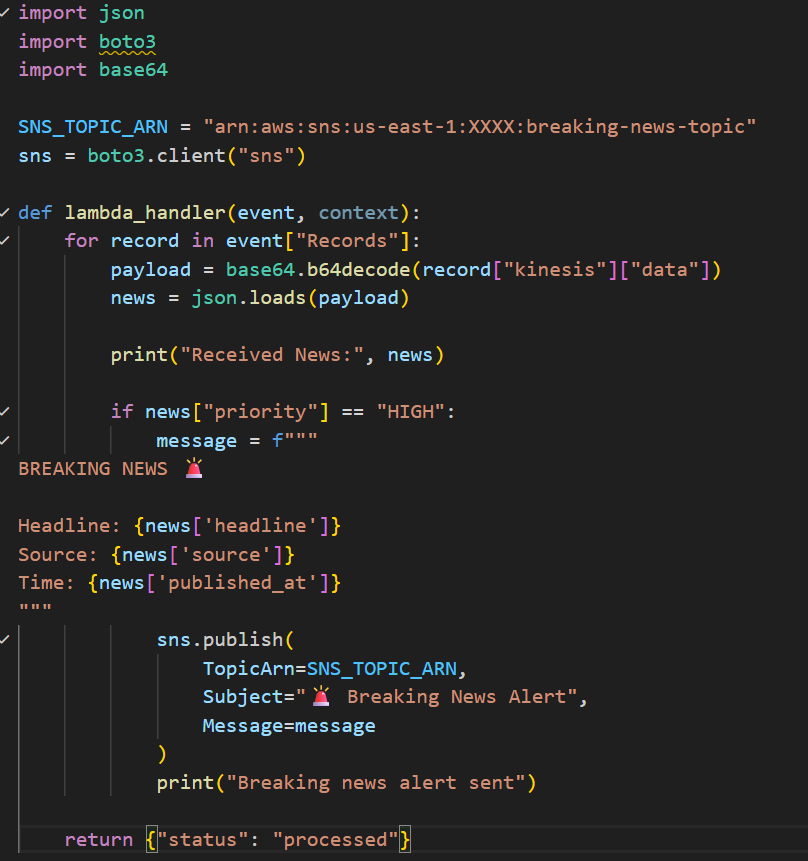 import json
import boto3
import base64
SNS_TOPIC_ARN = "arn:aws:sns:us-east-1:XXXX:breaking-news-topic"
sns = boto3.client("sns")
def lambda_handler(event, context):
    for record in event["Records"]:
        payload = base64.b64decode(record["kinesis"]["data"])
        news = json.loads(payload)
        print("Received News:", news)
        if news["priority"] == "HIGH":
            message = f"""
BREAKING NEWS 🚨
Headline: {news['headline']}
Source: {news['source']}
Time: {news['published_at']}
"""
            sns.publish(
                TopicArn=SNS_TOPIC_ARN,
                Subject="🚨 Breaking News Alert",
                Message=message
            )
            print("Breaking news alert sent")
    return {"status": "processed"}